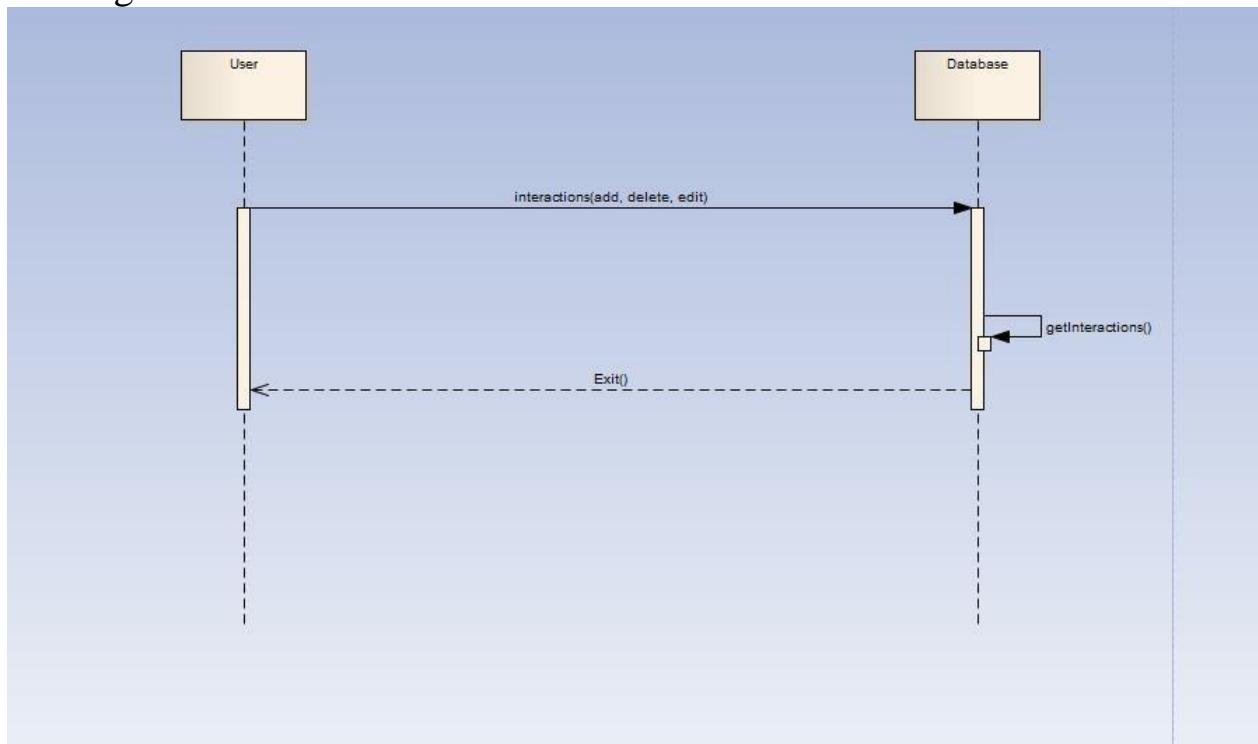 User
Database
interactions(add, delete, edit)
getInteractions()
Exit()